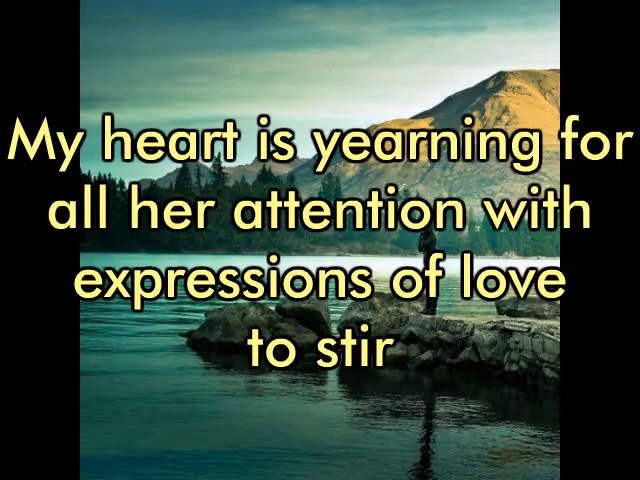 My heart is yearning for
all her attention with
expressions of love
to stir